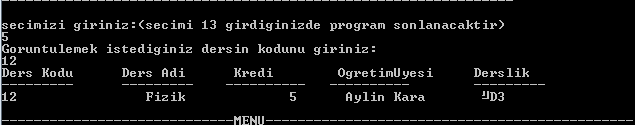 secimizi giriniz:(secimi 13 girdiginizde program sonlanacaktir)
5
Goruntulemek istediginiz dersin kodunu giriniz:
12
Ders Kodu Ders Adi Kredi OgretimUyesi Derslik
12 Fizik 5 Aylin Kara ╜D3
MENU